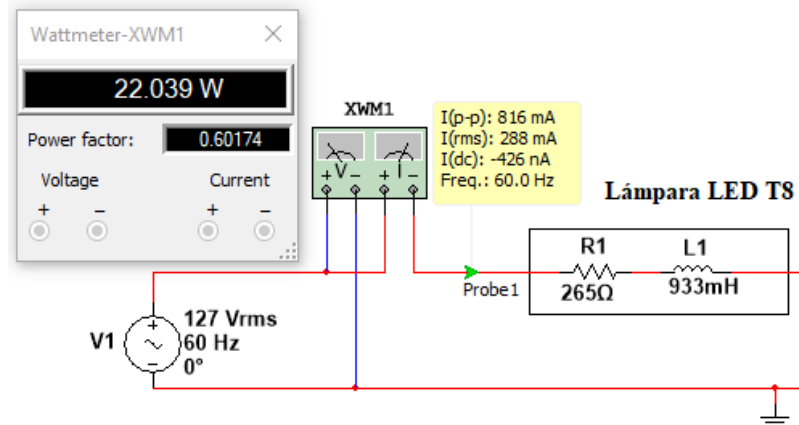 Wattmeter-XWM1
22.039 W
Power factor: 0.60174
Voltage Current
+ − + −
XWM1
+ V − + I −
I(p-p): 816 mA
I(rms): 288 mA
I(dc): -426 nA
Freq.: 60.0 Hz
Lámpara LED T8
R1 L1
265Ω 933mH
Probe1
V1
127 Vrms
60 Hz
0°